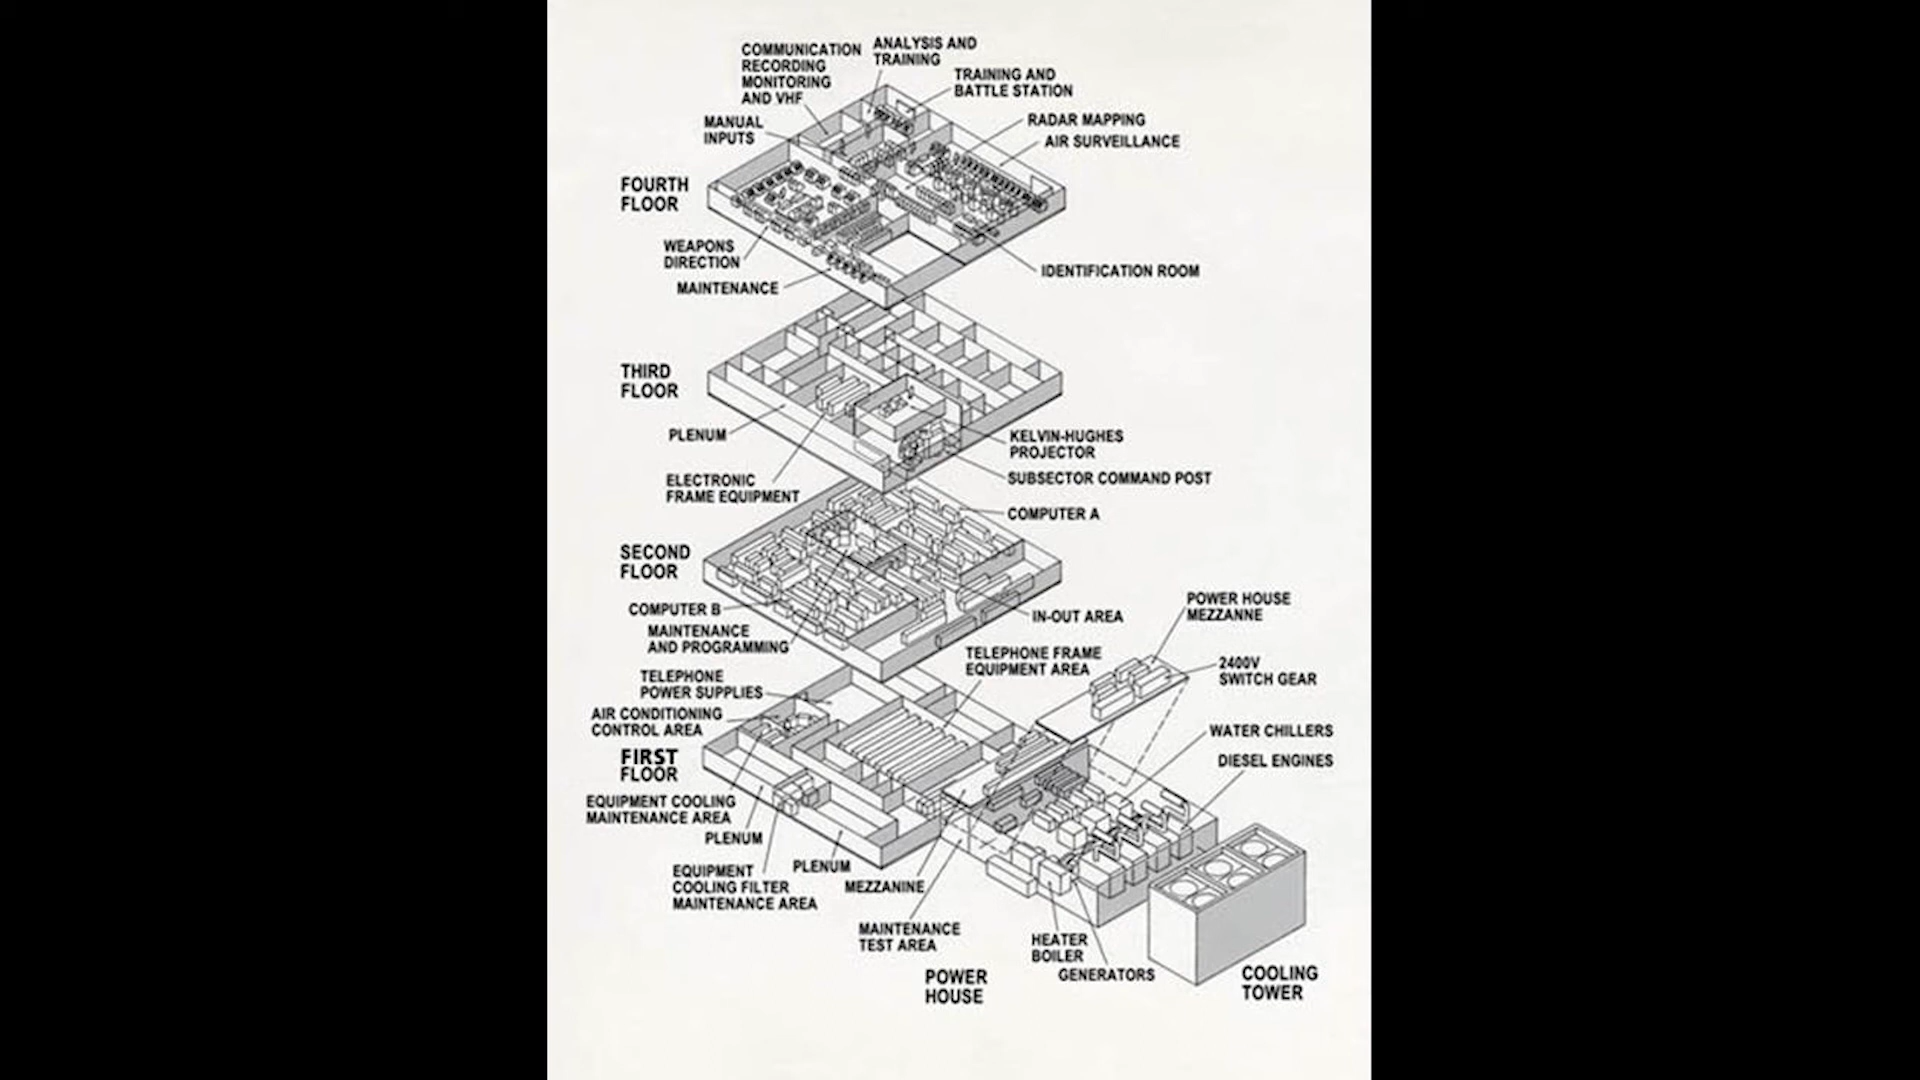 COMMUNICATION
RECORDING
MONITORING
AND VHF
ANALYSIS AND
TRAINING
TRAINING AND
BATTLE STATION
MANUAL
INPUTS
RADAR MAPPING
AIR SURVEILLANCE
FOURTH
FLOOR
WEAPONS
DIRECTION
MAINTENANCE
IDENTIFICATION ROOM
THIRD
FLOOR
PLENUM
ELECTRONIC
FRAME EQUIPMENT
KELVIN-HUGHES
PROJECTOR
SUBSECTOR COMMAND POST
COMPUTER A
SECOND
FLOOR
COMPUTER B
MAINTENANCE
AND PROGRAMMING
IN-OUT AREA
POWER HOUSE
MEZZANNE
TELEPHONE FRAME
EQUIPMENT AREA
2400V
SWITCH GEAR
TELEPHONE
POWER SUPPLIES
AIR CONDITIONING
CONTROL AREA
FIRST
FLOOR
WATER CHILLERS
DIESEL ENGINES
EQUIPMENT COOLING
MAINTENANCE AREA
PLENUM
EQUIPMENT
COOLING FILTER
MAINTENANCE AREA
PLENUM
MEZZANINE
MAINTENANCE
TEST AREA
HEATER
BOILER
GENERATORS
POWER
HOUSE
COOLING
TOWER